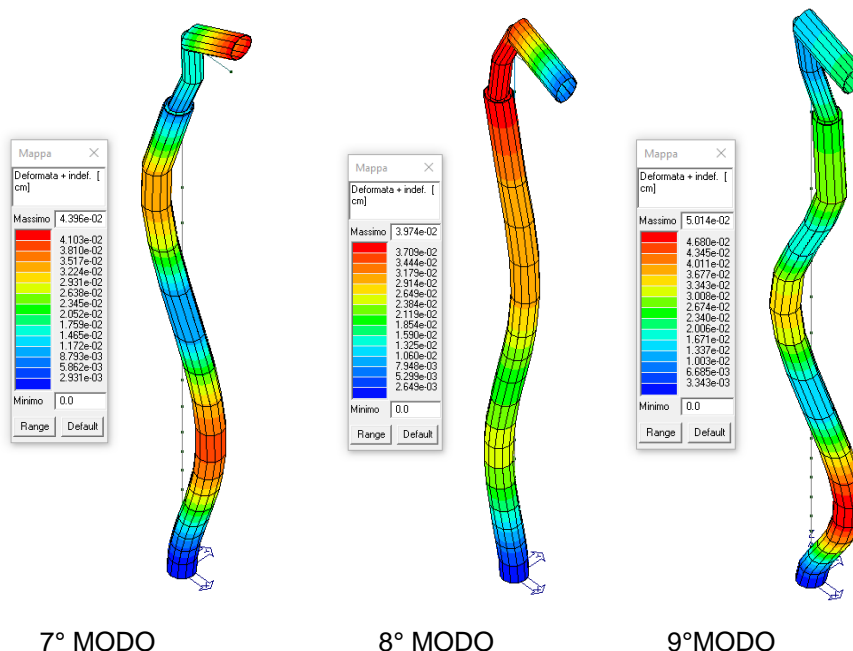 Mappa
Deformata + indef. [
cm]
Massimo 4.396e-02
4.103e-02
3.810e-02
3.517e-02
3.224e-02
2.931e-02
2.638e-02
2.345e-02
2.052e-02
1.759e-02
1.465e-02
1.172e-02
8.793e-03
5.862e-03
2.931e-03
Minimo 0.0
Range Default
7° MODO
Mappa
Deformata + indef. [
cm]
Massimo 3.974e-02
3.709e-02
3.444e-02
3.179e-02
2.914e-02
2.649e-02
2.384e-02
2.119e-02
1.854e-02
1.590e-02
1.325e-02
1.060e-02
7.948e-03
5.299e-03
2.649e-03
Minimo 0.0
Range Default
8° MODO
Mappa
Deformata + indef. [
cm]
Massimo 5.014e-02
4.680e-02
4.345e-02
4.011e-02
3.677e-02
3.343e-02
3.008e-02
2.674e-02
2.340e-02
2.006e-02
1.671e-02
1.337e-02
1.003e-02
6.685e-03
3.343e-03
Minimo 0.0
Range Default
9°MODO